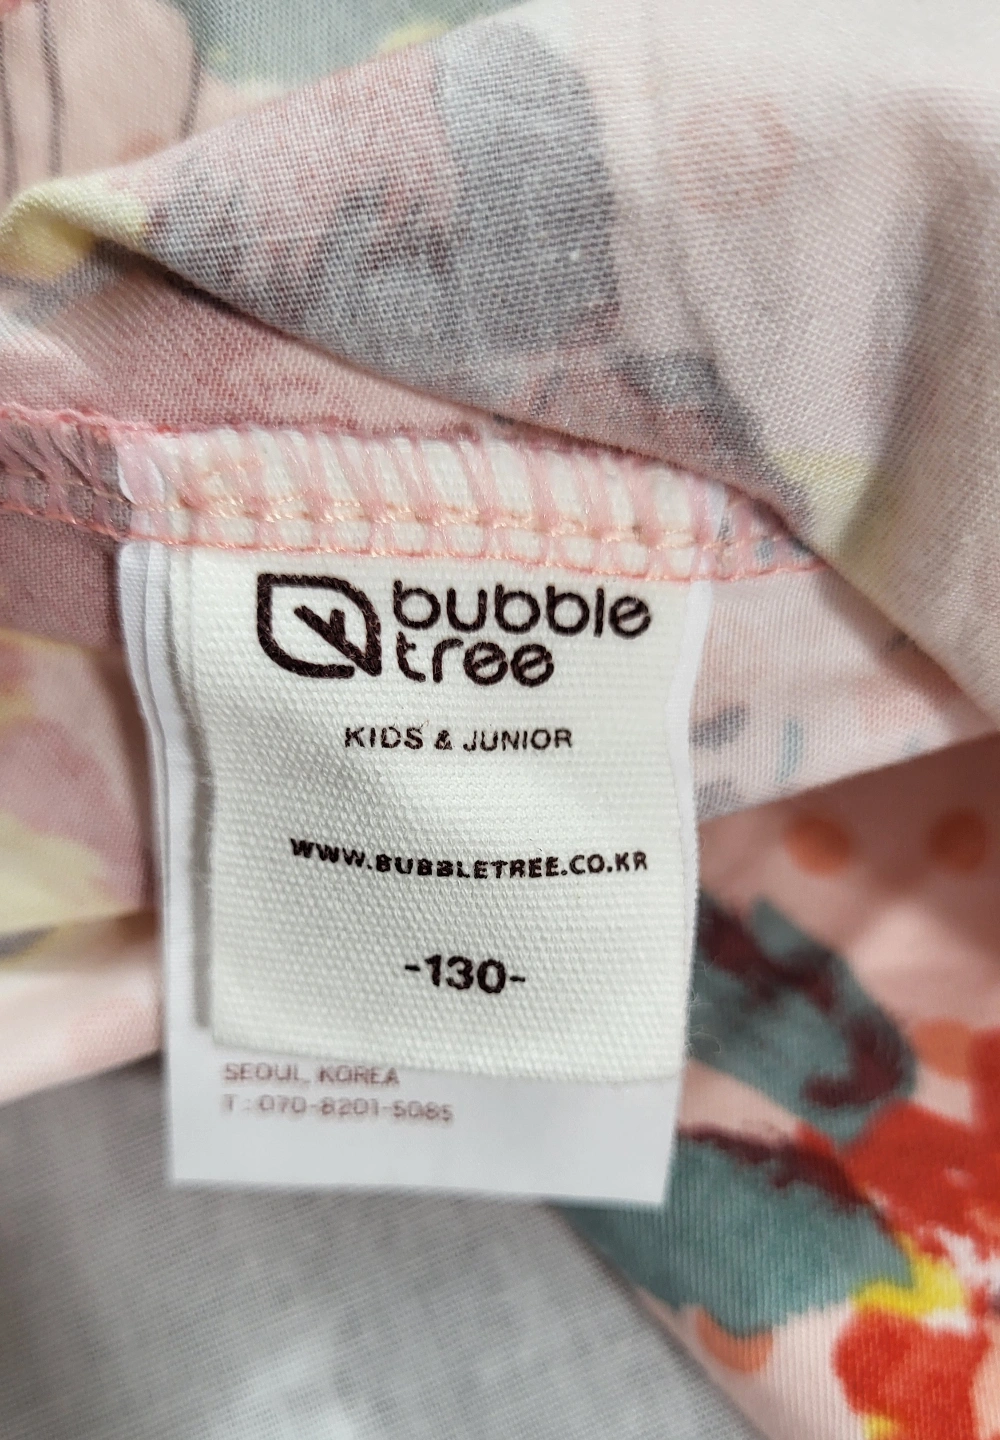 bubble
tree
KIDS & JUNIOR
WWW.BUBBLETREE.CO.KR
-130-
SEOUL, KOREA
T : 070-8201-5085